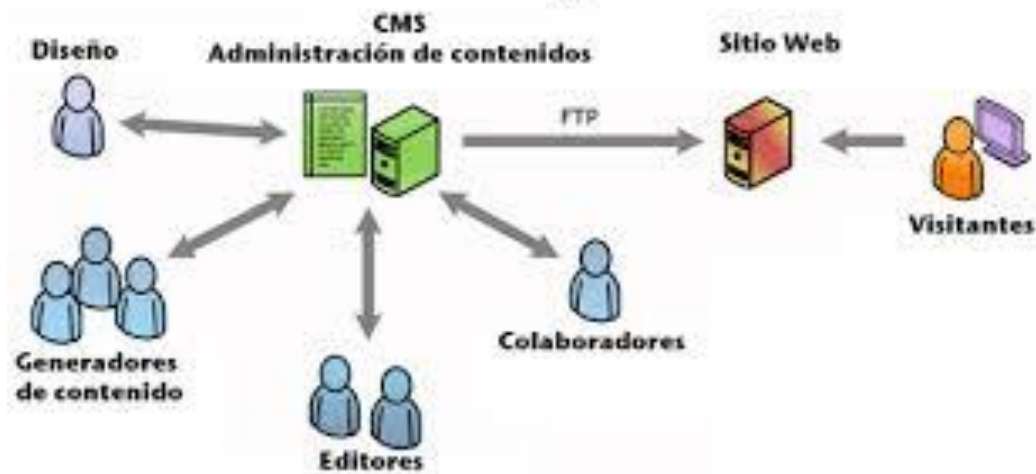 CMS
Administración de contenidos
Diseño
Sitio Web
FTP
Visitantes
Colaboradores
Generadores
de contenido
Editores